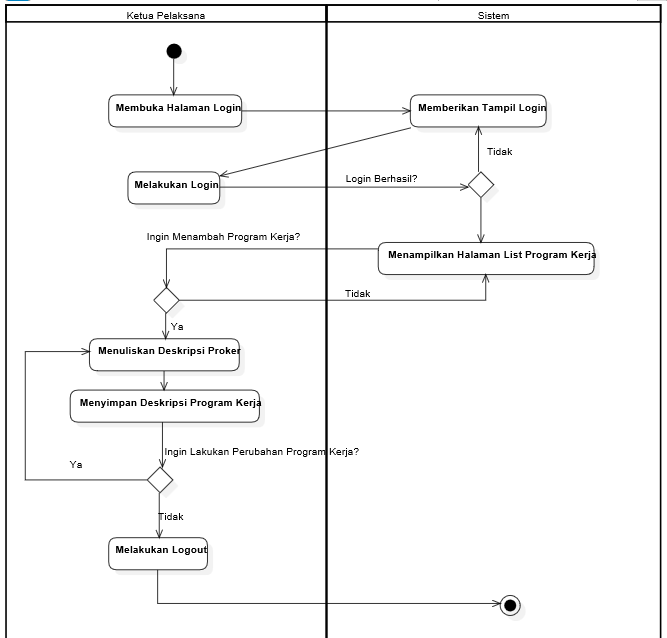 Ketua Pelaksana
Sistem
Membuka Halaman Login
Memberikan Tampil Login
Tidak
Melakukan Login
Login Berhasil?
Ingin Menambah Program Kerja?
Menampilkan Halaman List Program Kerja
Tidak
Ya
Menuliskan Deskripsi Proker
Menyimpan Deskripsi Program Kerja
Ingin Lakukan Perubahan Program Kerja?
Ya
Tidak
Melakukan Logout